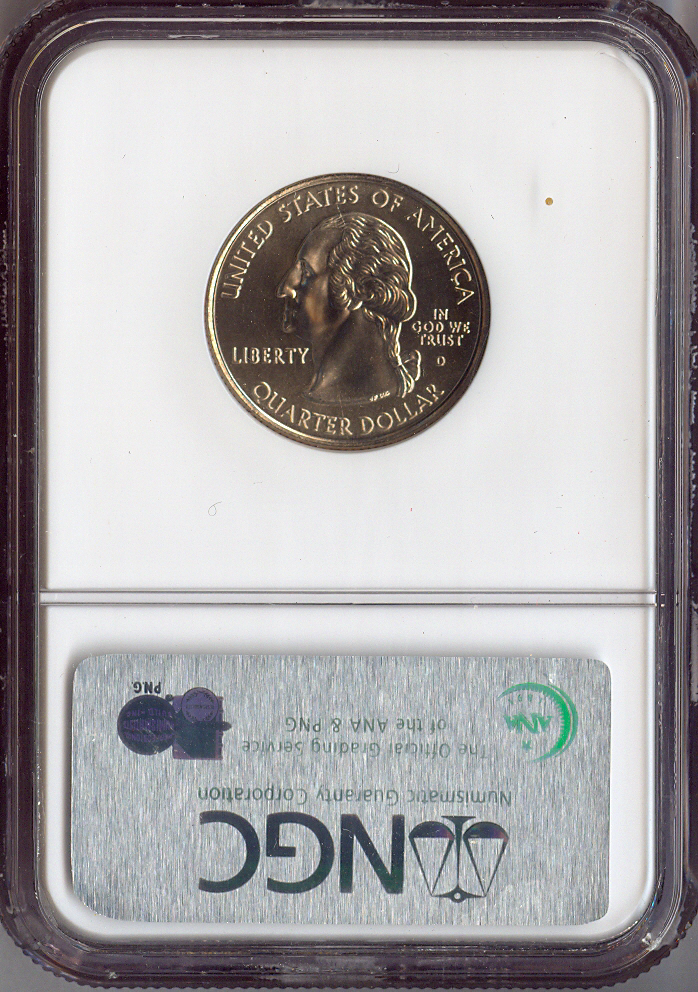 UNITED STATES OF AMERICA
IN
GOD WE
TRUST
LIBERTY
D
QUARTER DOLLAR
NGC
Numismatic Guaranty Corporation
The Official Grading Service
of the ANA & PNG
ANA
PNG